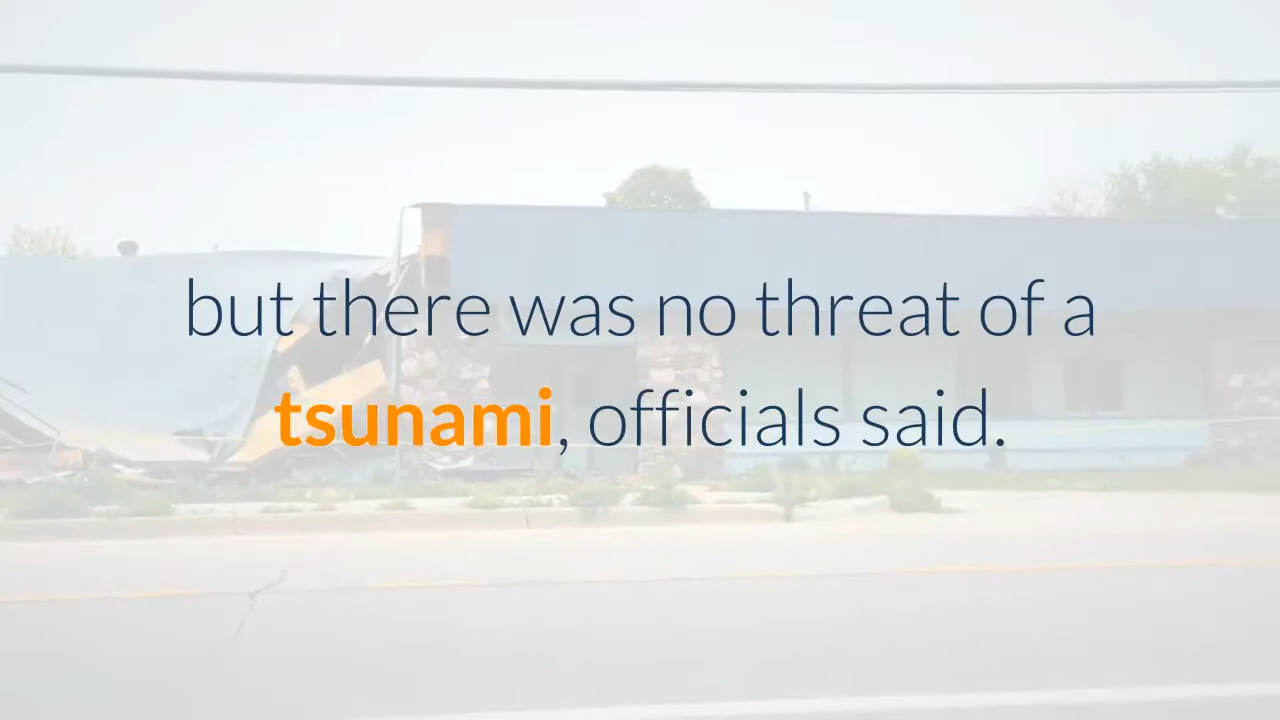 but there was no threat of a
tsunami, officials said.